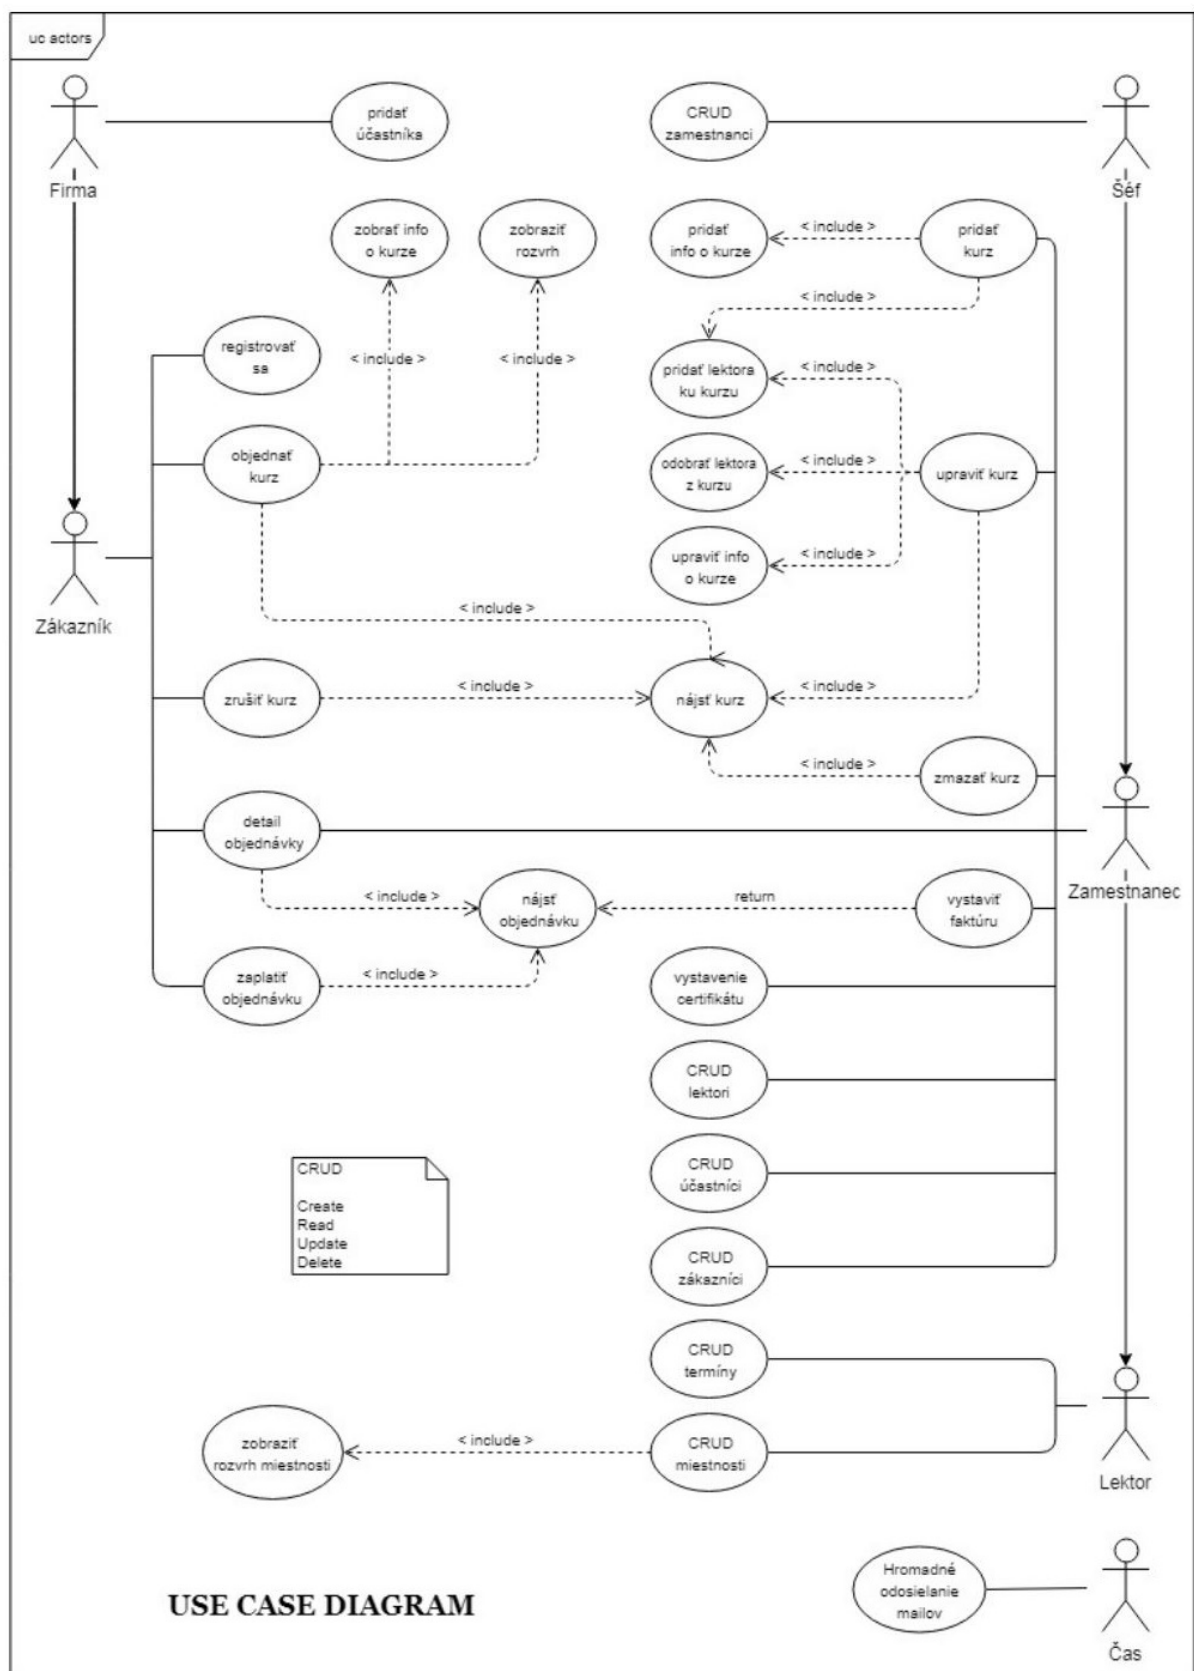 uc actors
pridať
účastníka
CRUD
zamestnanci
Firma
Šéf
zobrať info
o kurze
zobraziť
rozvrh
pridať
info o kurze
< include >
pridať
kurz
< include >
registrovať
sa
< include >
< include >
pridať lektora
ku kurzu
< include >
objednať
kurz
odobrať lektora
z kurzu
< include >
upraviť kurz
upraviť info
o kurze
< include >
Zákazník
< include >
zrušiť kurz
< include >
nájsť kurz
< include >
< include >
zmazať kurz
detail
objednávky
Zamestnanec
< include >
nájsť
objednávku
return
vystaviť
faktúru
zaplatiť
objednávku
< include >
vystavenie
certifikátu
CRUD
lektori
CRUD
Create
Read
Update
Delete
CRUD
účastníci
CRUD
zákazníci
CRUD
termíny
zobraziť
rozvrh miestnosti
< include >
CRUD
miestnosti
Lektor
Hromadné
odosielanie
mailov
USE CASE DIAGRAM
Čas